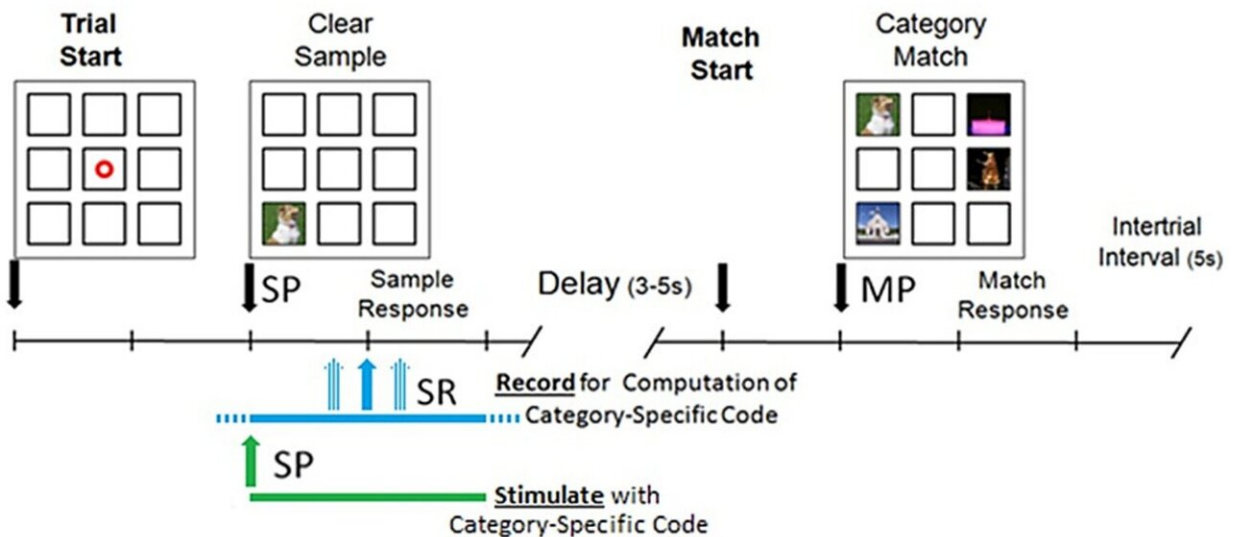 Trial
Start
Clear
Sample
Match
Start
Category
Match
SP
Sample
Response
Delay (3-5s)
MP
Match
Response
Intertrial
Interval (5s)
SR
Record for Computation of
Category-Specific Code
SP
Stimulate with
Category-Specific Code